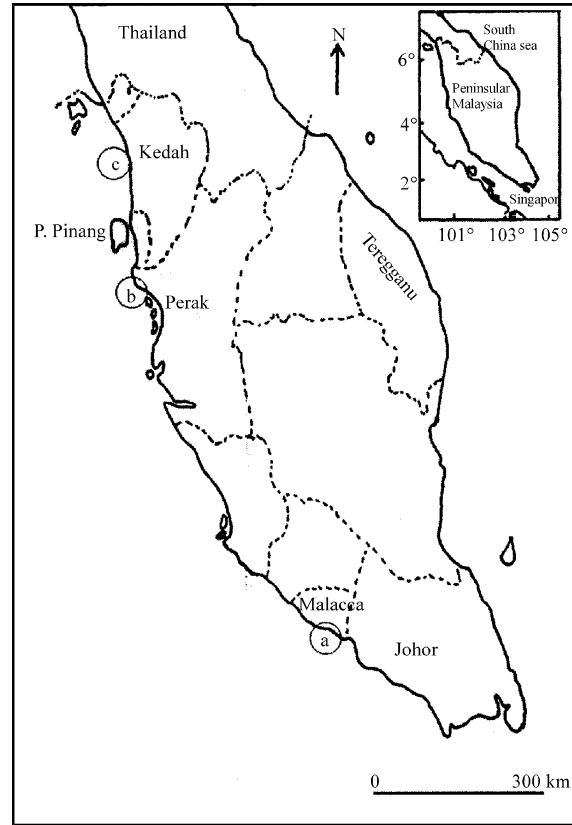 Thailand
N
South
China sea
6°
Peninsular
Malaysia
4°
2°
Singapor
101° 103° 105°
c
Kedah
P. Pinang
b
Perak
Teregganu
Malacca
a
Johor
0 300 km